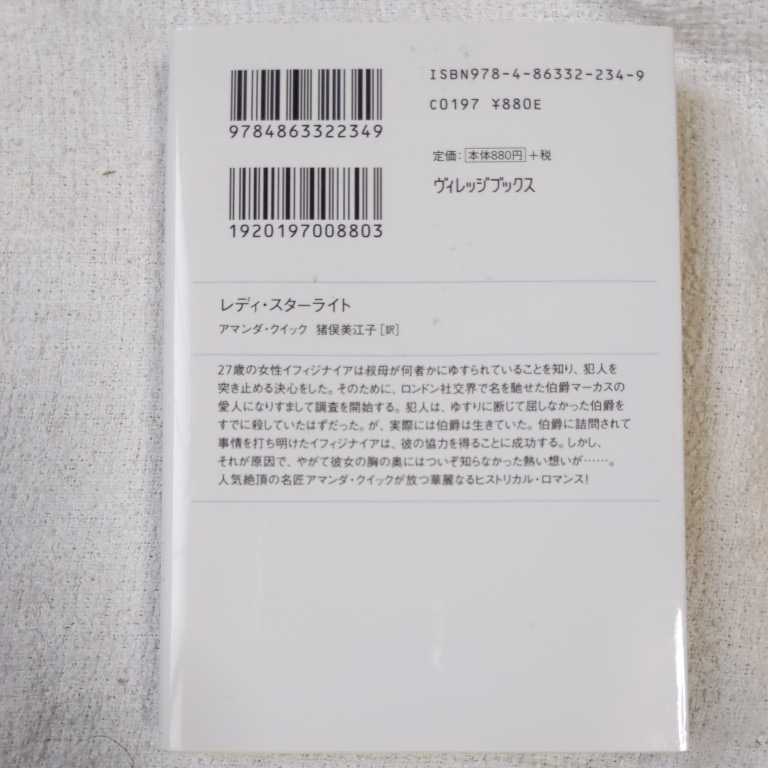 ISBN978-4-86332-234-9
C0197 ¥880E
9784863322349
定価: 本体880円 +税
ヴィレッジブックス
1920197008803
レディ・スターライト
アマンダ・クイック 猪俣美江子[訳]
27歳の女性イフィジナイアは叔母が何者かにゆすられていることを知り、犯人を
突き止める決心をした。そのために、ロンドン社交界で名を馳せた伯爵マーカスの
愛人になりすまして調査を開始する。犯人は、ゆすりに断じて屈しなかった伯爵を
すでに殺していたはずだった。が、実際には伯爵は生きていた。伯爵に詰問されて
事情を打ち明けたイフィジナイアは、彼の協力を得ることに成功する。しかし、
それが原因で、やがて彼女の胸の奥にはついぞ知らなかった熱い想いが……。
人気絶頂の名匠アマンダ・クイックが放つ華麗なるヒストリカル・ロマンス!